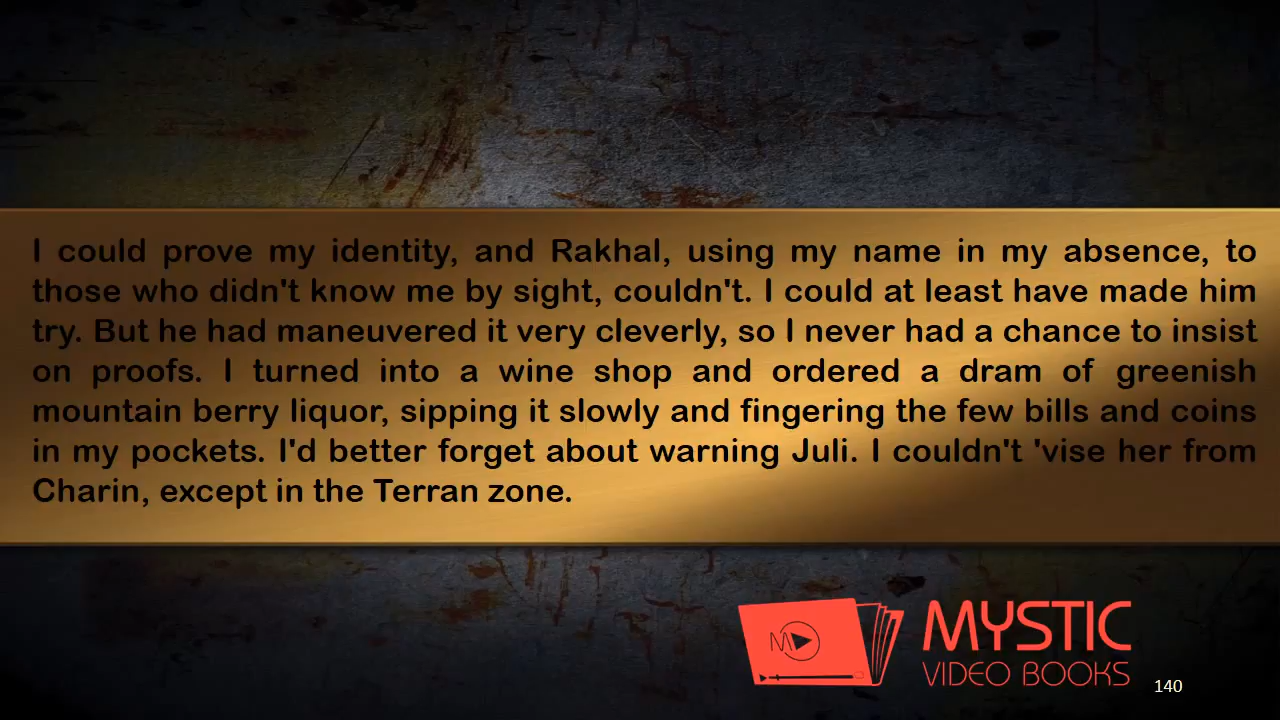 I could prove my identity, and Rakhal, using my name in my absence, to
those who didn't know me by sight, couldn't. I could at least have made him
try. But he had maneuvered it very cleverly, so I never had a chance to insist
on proofs. I turned into a wine shop and ordered a dram of greenish
mountain berry liquor, sipping it slowly and fingering the few bills and coins
in my pockets. I'd better forget about warning Juli. I couldn't 'vise her from
Charin, except in the Terran zone.
MYSTIC
VIDEO BOOKS
140